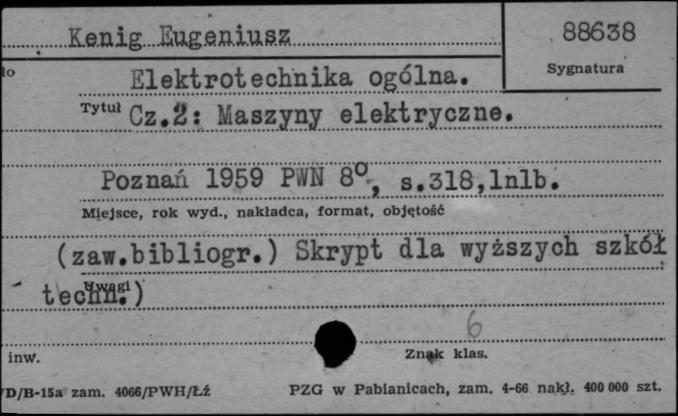 Kenig Eugeniusz
88638
Sygnatura
Elektrotechnika ogólna.
Tytuł Cz.2: Maszyny elektryczne.
Poznań 1959 PWN 8°, s.318,1nlb.
Miejsce, rok wyd., nakładca, format, objętość
(zaw.bibliogr.) Skrypt dla wyższych szkół
Uwagi
techn.)
6
inw.
Znak klas.
D/B-15a zam. 4066/PWH/Łź
PZG w Pabianicach, zam. 4-66 nakł. 400 000 szt.